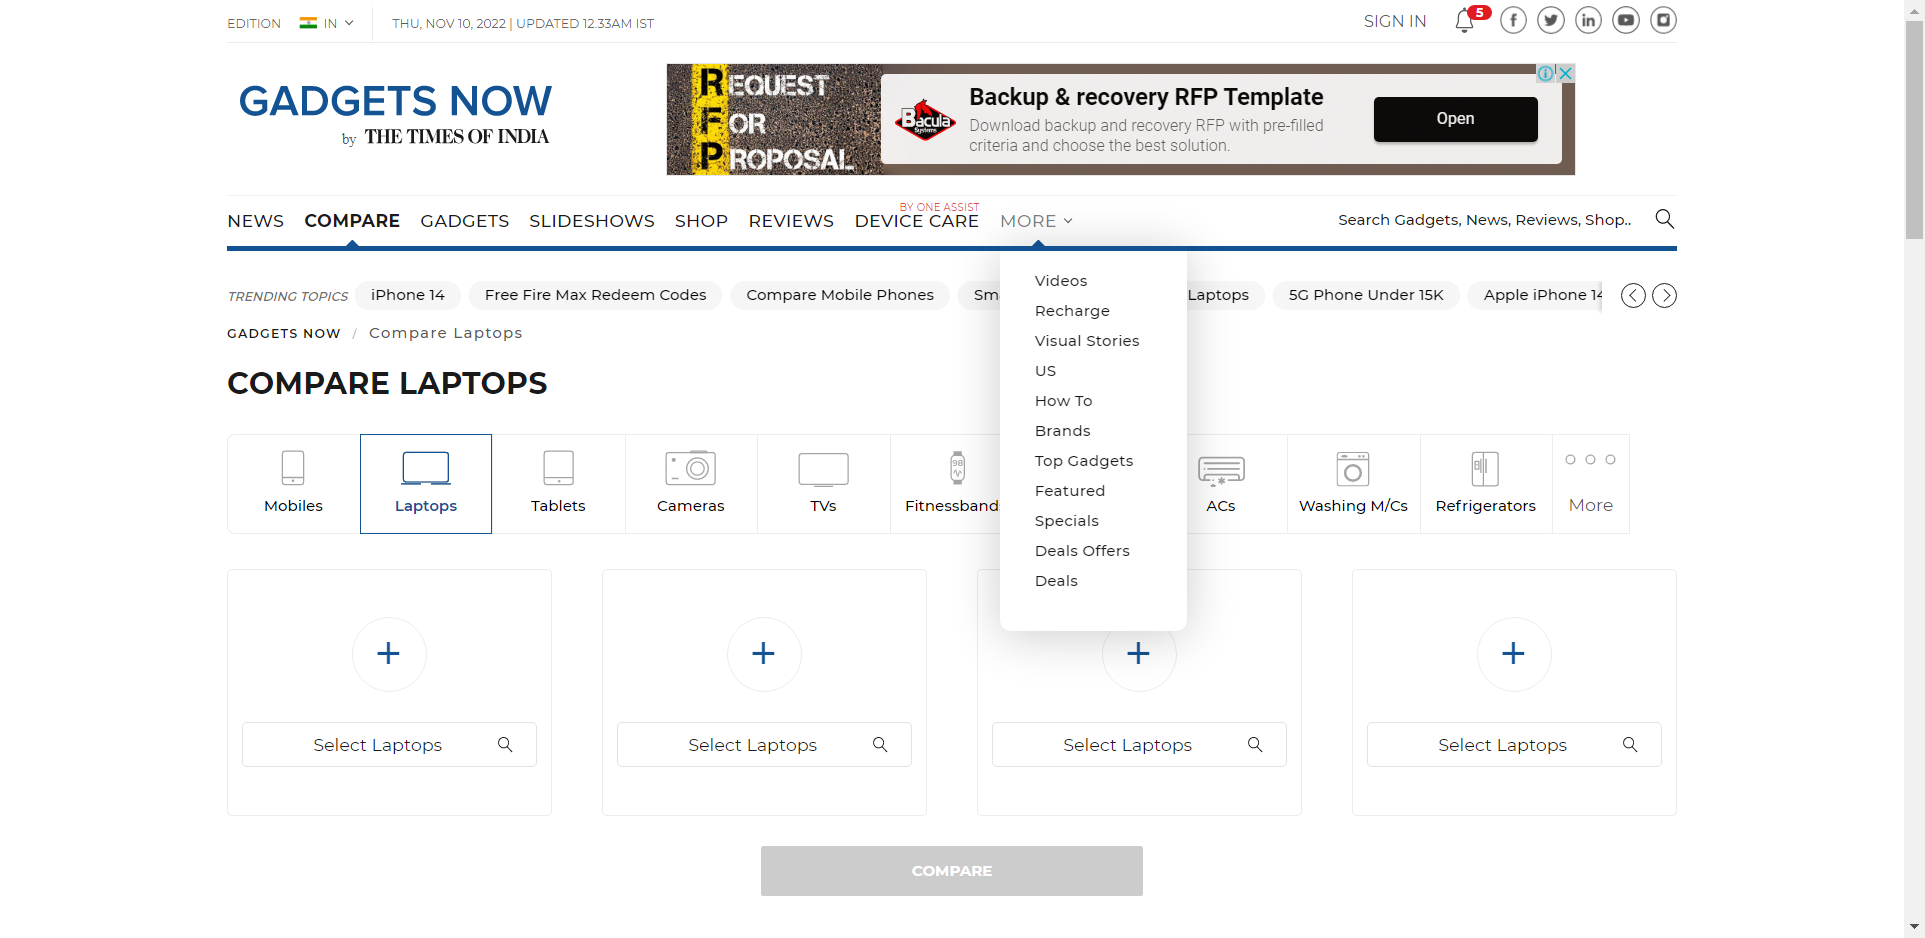 EDITION IN THU, NOV 10, 2022 | UPDATED 12.33AM IST SIGN IN 5
GADGETS NOW
by THE TIMES OF INDIA
REQUEST
FOR
PROPOSAL
Bacula
Systems
Backup & recovery RFP Template
Download backup and recovery RFP with pre-filled
criteria and choose the best solution.
Open
BY ONE ASSIST
NEWS COMPARE GADGETS SLIDESHOWS SHOP REVIEWS DEVICE CARE MORE Search Gadgets, News, Reviews, Shop..
TRENDING TOPICS iPhone 14 Free Fire Max Redeem Codes Compare Mobile Phones Laptops 5G Phone Under 15K Apple iPhone 14
GADGETS NOW / Compare Laptops
COMPARE LAPTOPS
Videos
Recharge
Visual Stories
US
How To
Brands
Top Gadgets
Featured
Specials
Deals Offers
Deals
98
Mobiles Laptops Tablets Cameras TVs Fitnessbands ACs Washing M/Cs Refrigerators More
Select Laptops Select Laptops Select Laptops Select Laptops
COMPARE